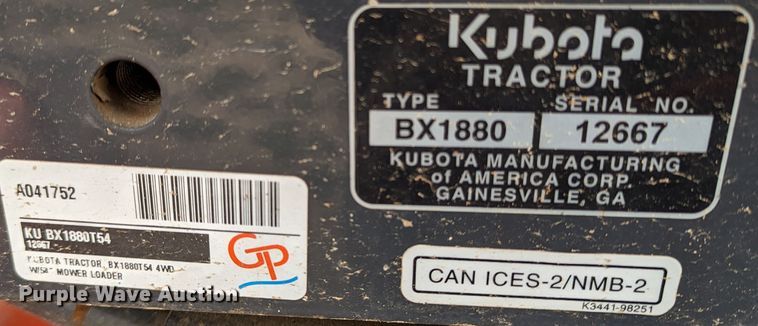 Kubota
TRACTOR
TYPE SERIAL NO.
BX1880 12667
KUBOTA MANUFACTURING
of AMERICA CORP
GAINESVILLE, GA
A041752
KU BX1880T54
12667
KUBOTA TRACTOR, BX1880T54 4WD
W/54" MOWER LOADER
GP
CAN ICES-2/NMB-2
K3441-98251
Purple Wave Auction